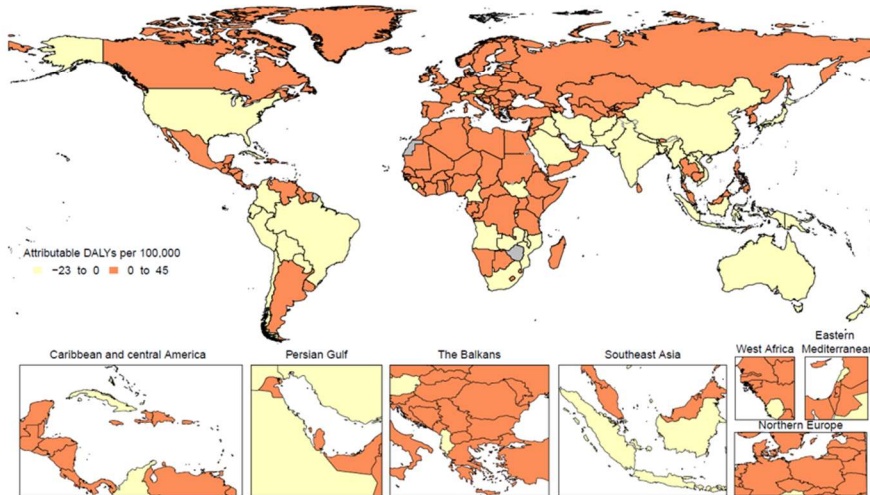 Attributable DALYs per 100,000
−23 to 0 0 to 45
Caribbean and central America
Persian Gulf
The Balkans
Southeast Asia
West Africa
Eastern
Mediterranean
Northern Europe